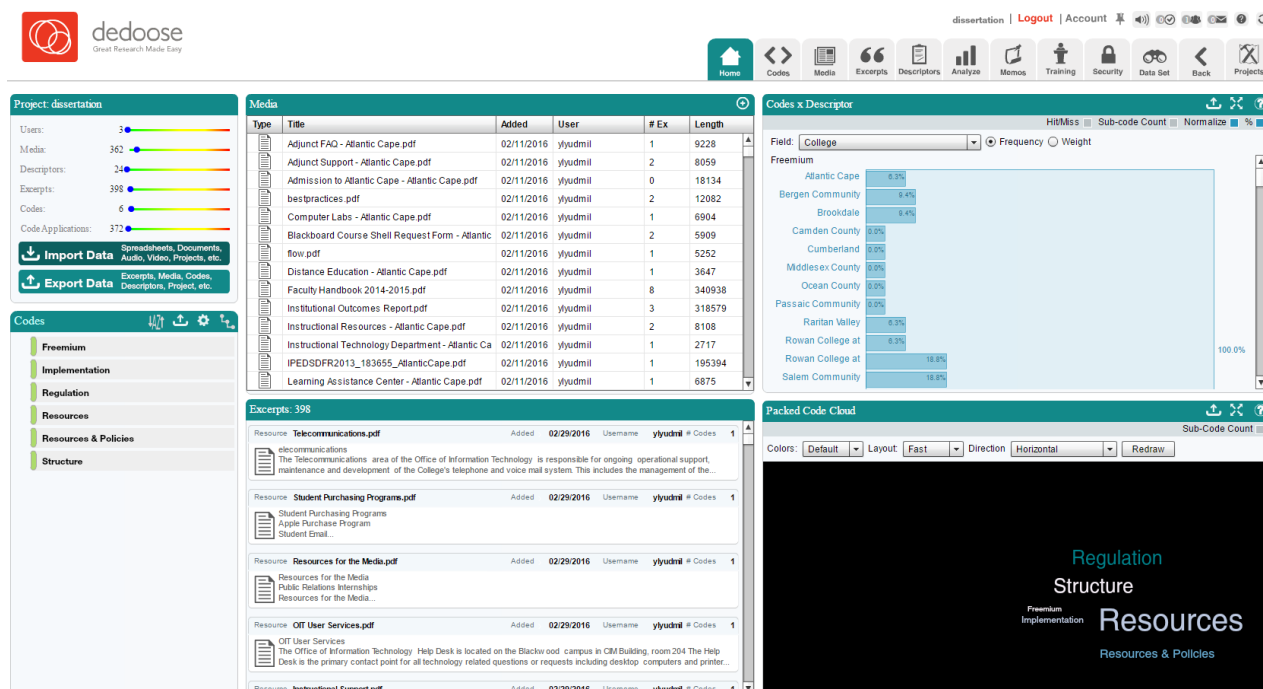 dedoose
Great Research Made Easy
dissertation | Logout | Account
Home
Codes
Media
Excerpts
Descriptors
Analyze
Memos
Training
Security
Data Set
Back
Projects
Project: dissertation
Users: 3
Media: 362
Descriptors: 24
Excerpts: 398
Codes: 6
Code Applications: 372
Import Data Spreadsheets, Documents, Audio, Video, Projects, etc.
Export Data Excerpts, Media, Codes, Descriptors, Project, etc.
Codes
Freemium
Implementation
Regulation
Resources
Resources & Policies
Structure
Media
Type Title Added User # Ex Length
Adjunct FAQ - Atlantic Cape.pdf 02/11/2016 ylyudmil 1 9228
Adjunct Support - Atlantic Cape.pdf 02/11/2016 ylyudmil 2 8059
Admission to Atlantic Cape - Atlantic Cape.pdf 02/11/2016 ylyudmil 0 18134
bestpractices.pdf 02/11/2016 ylyudmil 2 12082
Computer Labs - Atlantic Cape.pdf 02/11/2016 ylyudmil 1 6904
Blackboard Course Shell Request Form - Atlantic 02/11/2016 ylyudmil 2 5909
flow.pdf 02/11/2016 ylyudmil 1 5252
Distance Education - Atlantic Cape.pdf 02/11/2016 ylyudmil 1 3647
Faculty Handbook 2014-2015.pdf 02/11/2016 ylyudmil 8 340938
Institutional Outcomes Report.pdf 02/11/2016 ylyudmil 3 318579
Instructional Resources - Atlantic Cape.pdf 02/11/2016 ylyudmil 2 8108
Instructional Technology Department - Atlantic Ca 02/11/2016 ylyudmil 1 2717
IPEDSDFR2013_183655_AtlanticCape.pdf 02/11/2016 ylyudmil 1 195394
Learning Assistance Center - Atlantic Cape.pdf 02/11/2016 ylyudmil 1 6875
Excerpts: 398
Resource Telecommunications.pdf Added 02/29/2016 Username ylyudmil # Codes 1
elecommunications
The Telecommunications area of the Office of Information Technology is responsible for ongoing operational support,
maintenance and development of the College's telephone and voice mail system. This includes the management of the...
Resource Student Purchasing Programs.pdf Added 02/29/2016 Username ylyudmil # Codes 1
Student Purchasing Programs
Apple Purchase Program
Student Email...
Resource Resources for the Media.pdf Added 02/29/2016 Username ylyudmil # Codes 1
Resources for the Media
Public Relations Internships
Resources for the Media...
Resource OIT User Services.pdf Added 02/29/2016 Username ylyudmil # Codes 1
OIT User Services
The Office of Information Technology Help Desk is located on the Blackwood campus in CIM Building, room 204 The Help
Desk is the primary contact point for all technology related questions or requests including desktop computers and printer...
Resource Instructional Support.pdf Added 02/29/2016 Username ylyudmil # Codes 1
Codes x Descriptor
Hit/Miss Sub-code Count Normalize %
Field: College Frequency Weight
Freemium
Atlantic Cape 6.3%
Bergen Community 9.4%
Brookdale 9.4%
Camden County 0.0%
Cumberland 0.0%
Middlesex County 0.0%
Ocean County 0.0%
Passaic Community 0.0%
Raritan Valley 6.3%
Rowan College at 6.3%
100.0%
Rowan College at 18.8%
Salem Community 18.8%
Packed Code Cloud
Sub-Code Count
Colors: Default Layout: Fast Direction Horizontal Redraw
Regulation
Structure
Freemium
Implementation
Resources
Resources & Policies